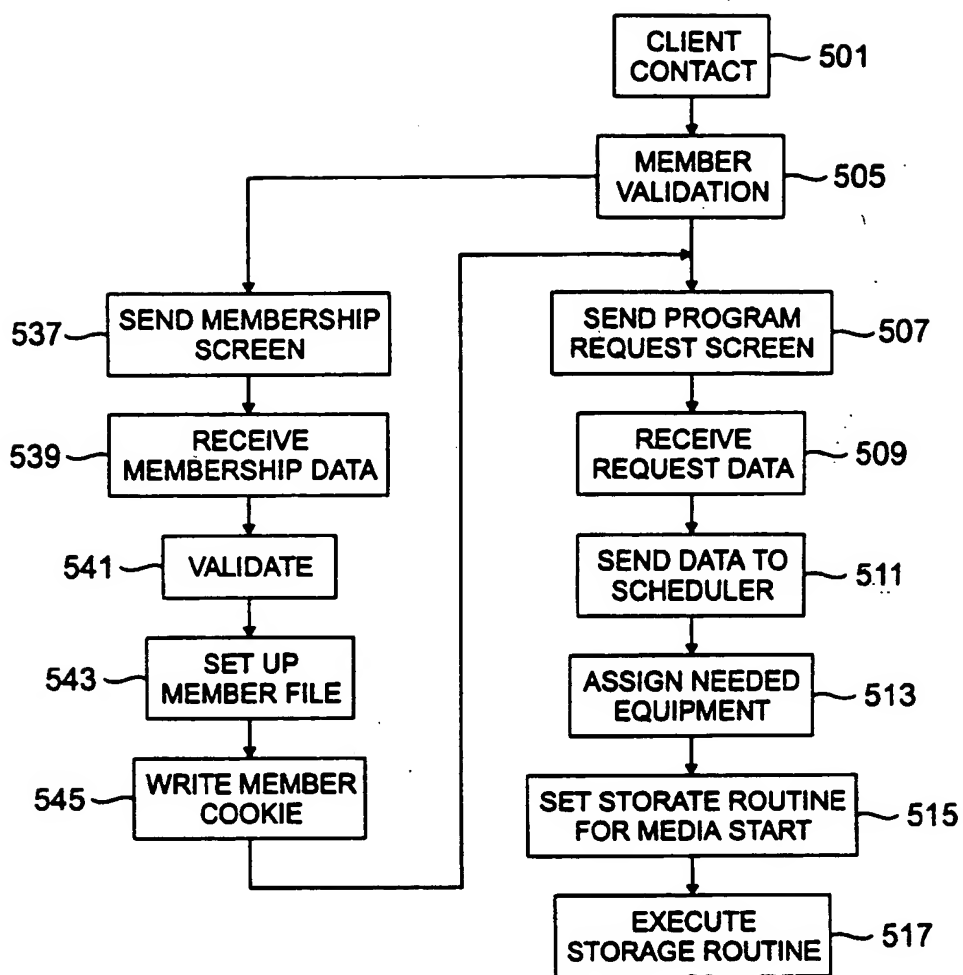 CLIENT
CONTACT
501
MEMBER
VALIDATION
505
537
SEND MEMBERSHIP
SCREEN
539
RECEIVE
MEMBERSHIP DATA
541
VALIDATE
543
SET UP
MEMBER FILE
545
WRITE MEMBER
COOKIE
SEND PROGRAM
REQUEST SCREEN
507
RECEIVE
REQUEST DATA
509
SEND DATA TO
SCHEDULER
511
ASSIGN NEEDED
EQUIPMENT
513
SET STORATE ROUTINE
FOR MEDIA START
515
EXECUTE
STORAGE ROUTINE
517